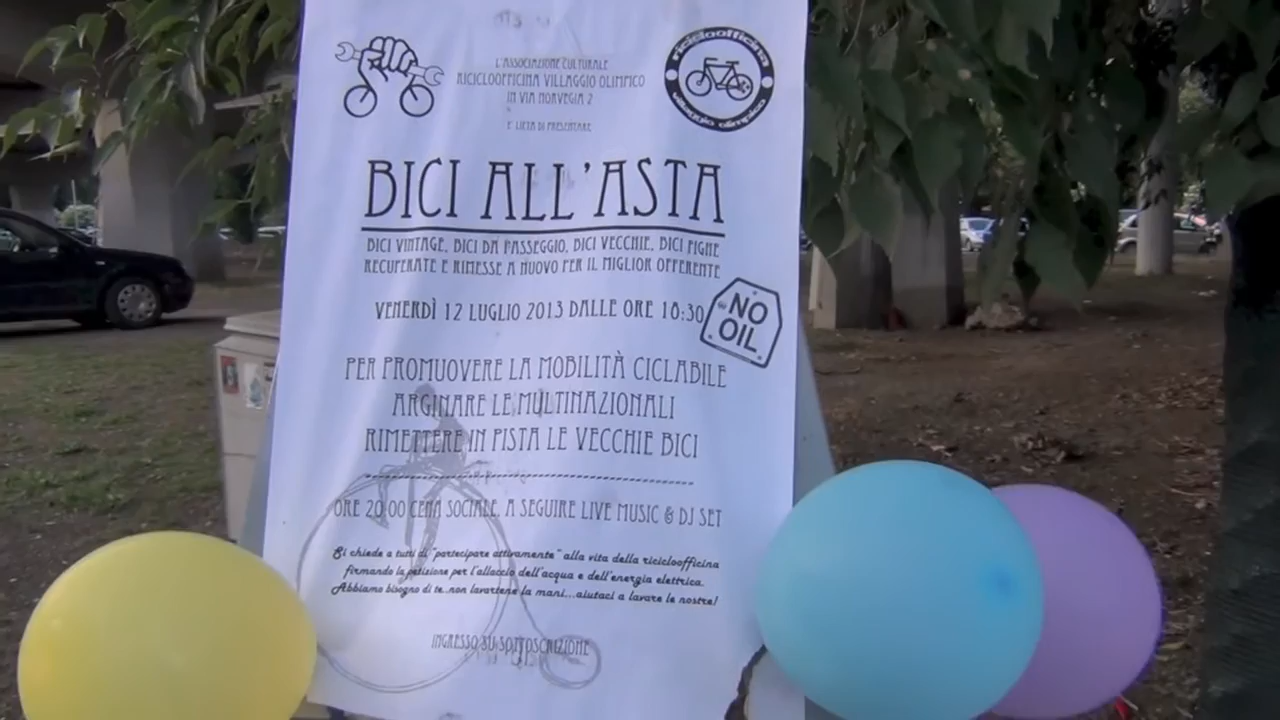 L'ASSOCIAZIONE CULTURALE
RICICLOOFFICINA VILLAGGIO OLIMPICO
IN VIA NORVEGIA 2
E' LIETA DI PRESENTARE
ricicloofficina
villaggio olimpico
BICI ALL'ASTA
BICI VINTAGE, BICI DA PASSEGGIO, BICI VECCHIE, BICI FIGHE
RECUPERATE E RIMESSE A NUOVO PER IL MIGLIOR OFFERENTE
VENERDÌ 12 LUGLIO 2013 DALLE ORE 18:30
NO
OIL
PER PROMUOVERE LA MOBILITÀ CICLABILE
ARGINARE LE MULTINAZIONALI
RIMETTERE IN PISTA LE VECCHIE BICI
ORE 20:00 CENA SOCIALE, A SEGUIRE LIVE MUSIC & DJ SET
Si chiede a tutti di "partecipare attivamente" alla vita della ricicloofficina
firmando la petizione per l'allaccio dell'acqua e dell'energia elettrica.
Abbiamo bisogno di te..non lavartene la mani...aiutaci a lavare le nostre!
INGRESSO SU SOTTOSCRIZIONE